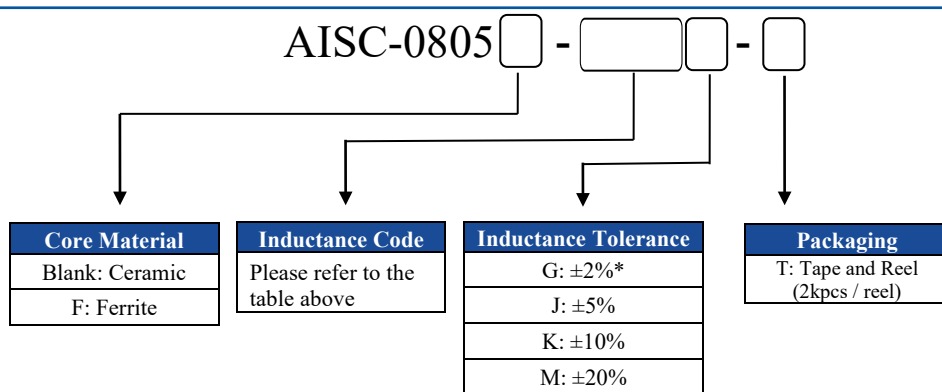 AISC-0805 - -
Core Material
Blank: Ceramic
F: Ferrite
Inductance Code
Please refer to the
table above
Inductance Tolerance
G: ±2%*
J: ±5%
K: ±10%
M: ±20%
Packaging
T: Tape and Reel
(2kpcs / reel)